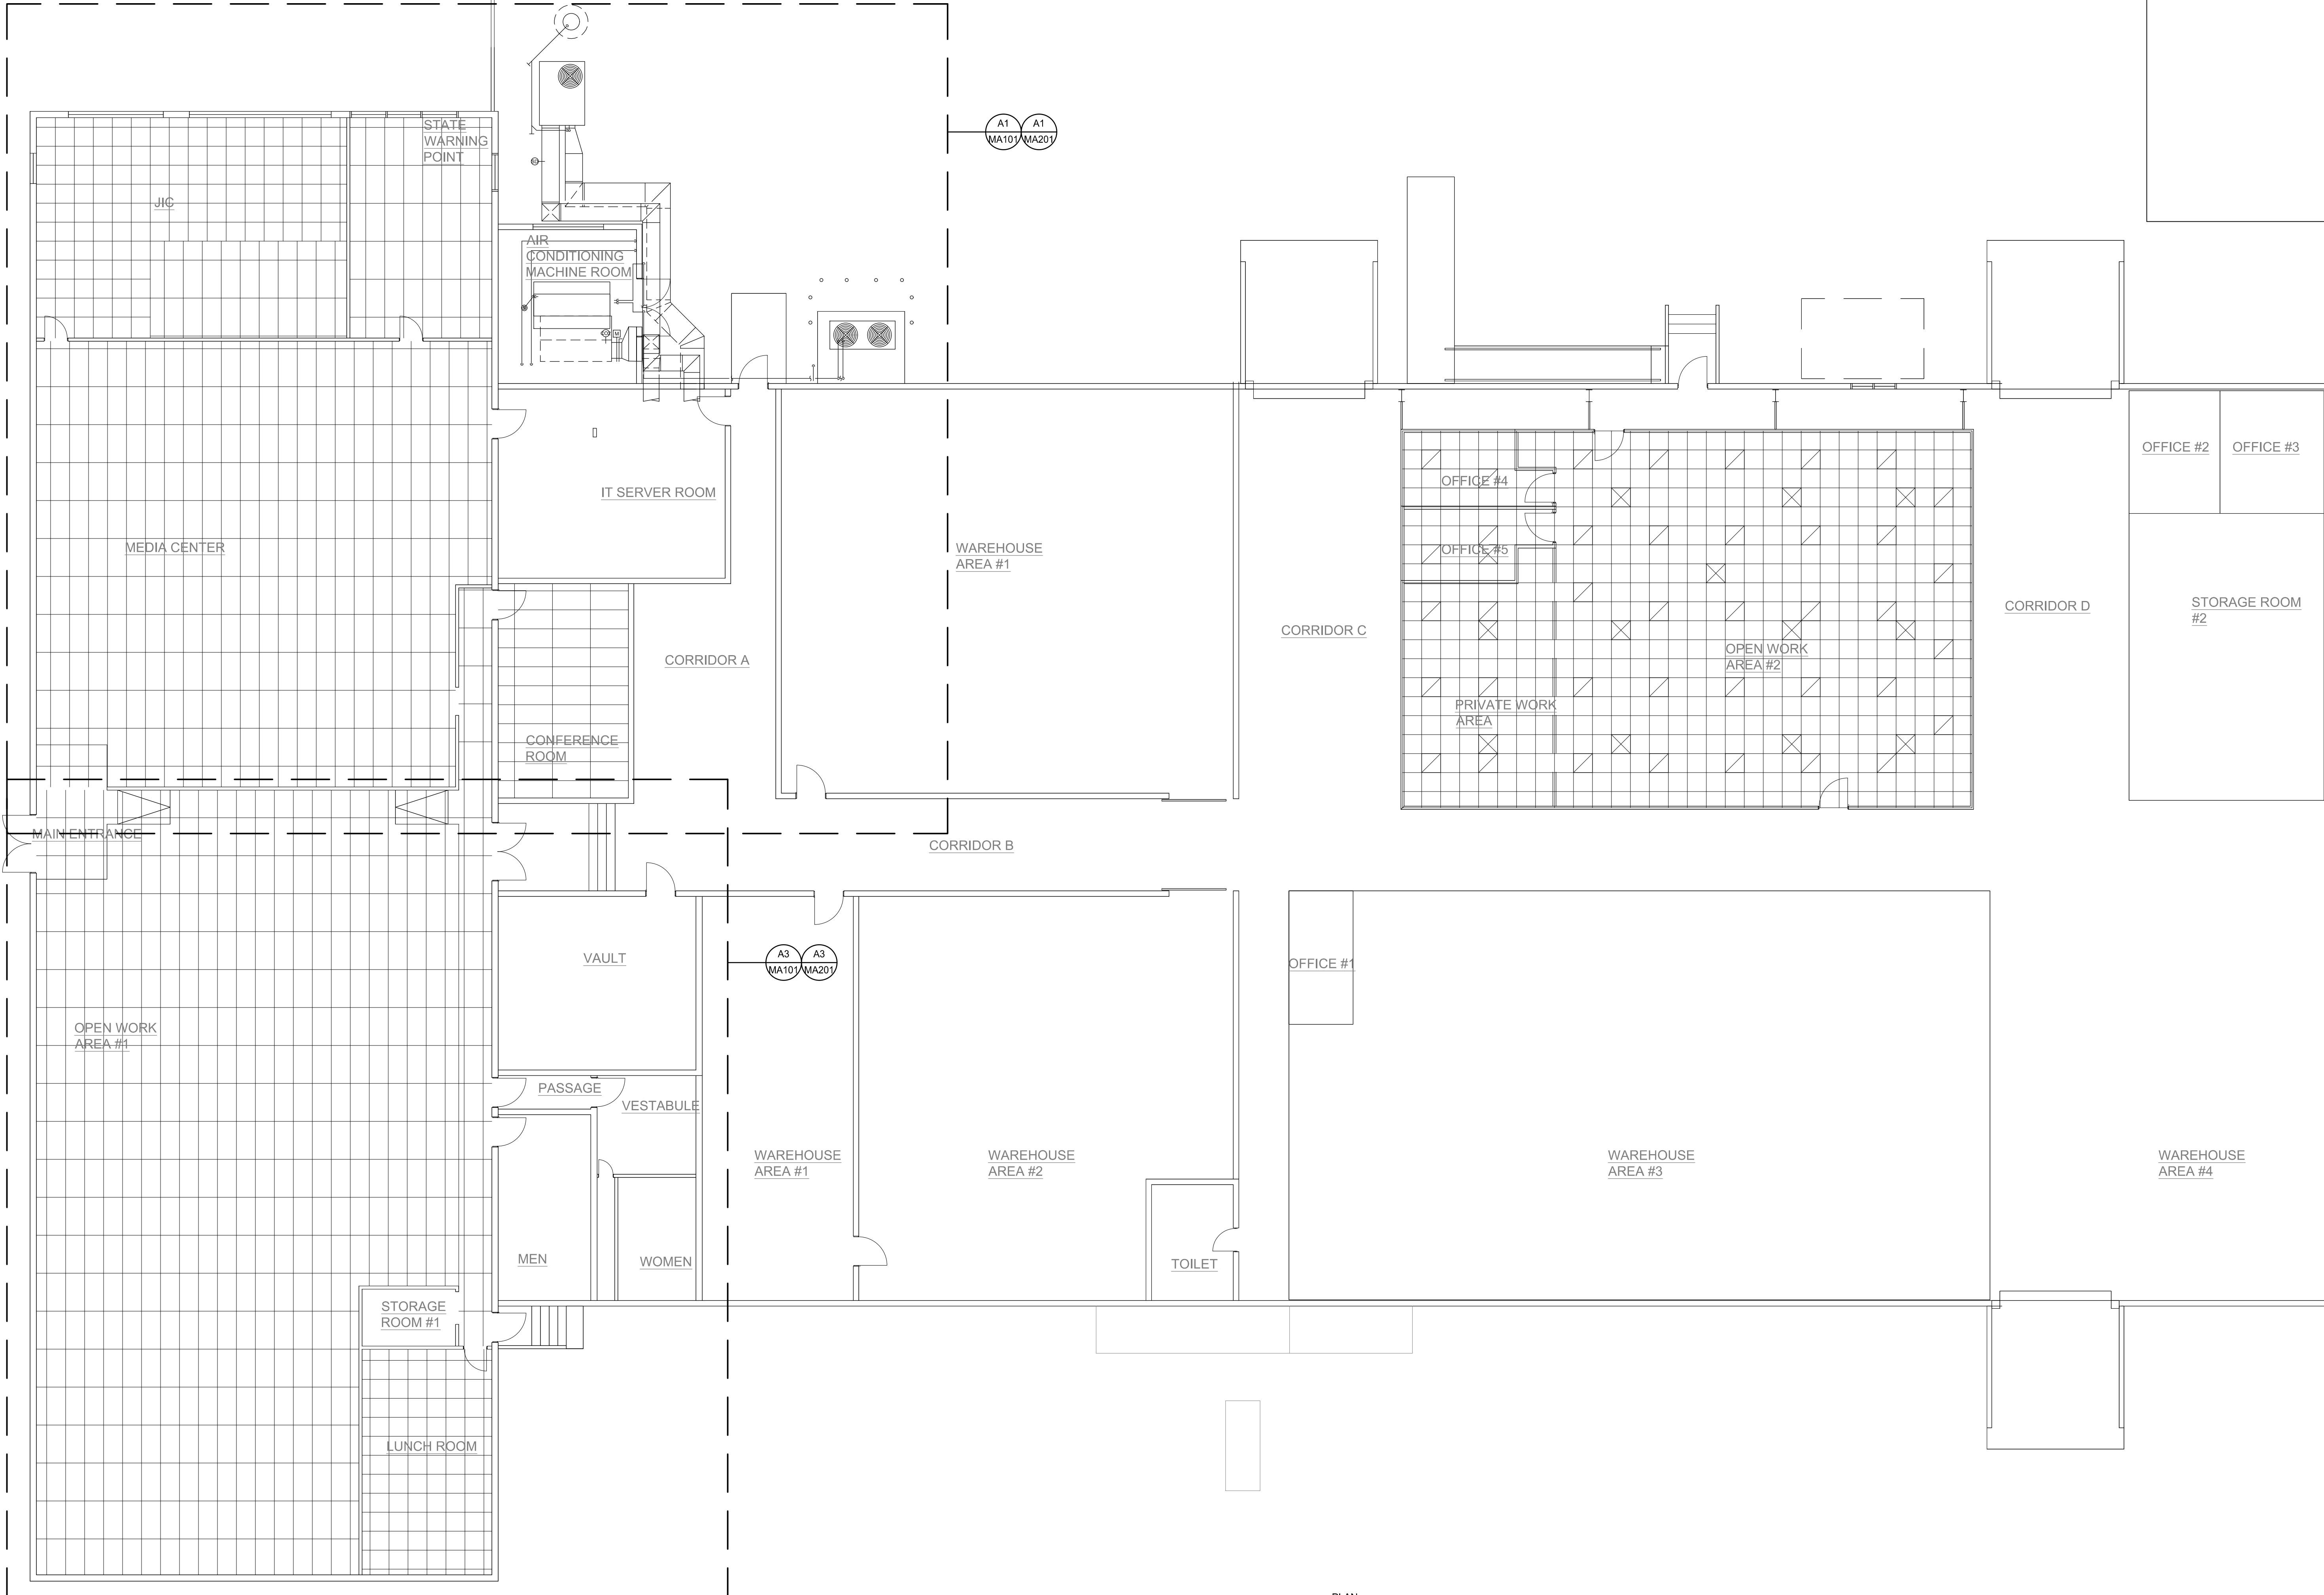 A1
A1
MA101
MA201
STATE
WARNING
POINT
JIC
AIR
CONDITIONING
MACHINE ROOM
M
OFFICE #2
OFFICE #3
OFFICE #4
IT SERVER ROOM
MEDIA CENTER
WAREHOUSE
AREA #1
OFFICE #5
CORRIDOR D
STORAGE ROOM
#2
CORRIDOR C
CORRIDOR A
OPEN WORK
AREA #2
PRIVATE WORK
AREA
CONFERENCE
ROOM
MAIN ENTRANCE
CORRIDOR B
VAULT
A3
A3
MA101
MA201
OFFICE #1
OPEN WORK
AREA #1
PASSAGE
VESTABULE
WAREHOUSE
AREA #1
WAREHOUSE
AREA #2
WAREHOUSE
AREA #3
WAREHOUSE
AREA #4
MEN
WOMEN
TOILET
STORAGE
ROOM #1
LUNCH ROOM